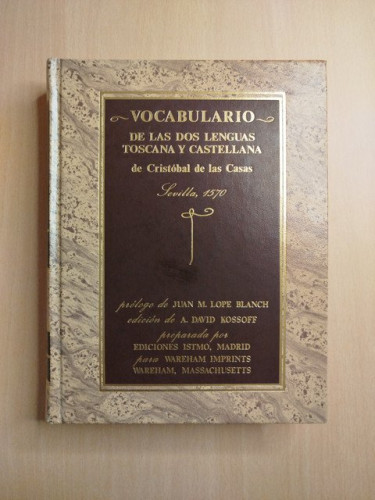 VOCABULARIO
DE LAS DOS LENGUAS
TOSCANA Y CASTELLANA
de Cristóbal de las Casas
Sevilla, 1570
prólogo de JUAN M. LOPE BLANCH
edición de A. DAVID KOSSOFF
preparada por
EDICIONES ISTMO, MADRID
para WAREHAM IMPRINTS
WAREHAM, MASSACHUSETTS